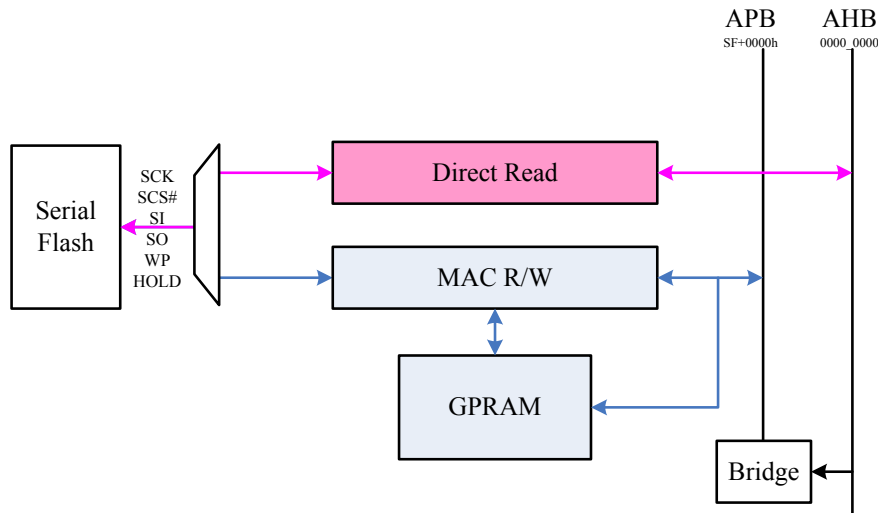 APB
SF+0000h
AHB
0000_0000
Serial
Flash
SCK
SCS#
SI
SO
WP
HOLD
Direct Read
MAC R/W
GPRAM
Bridge